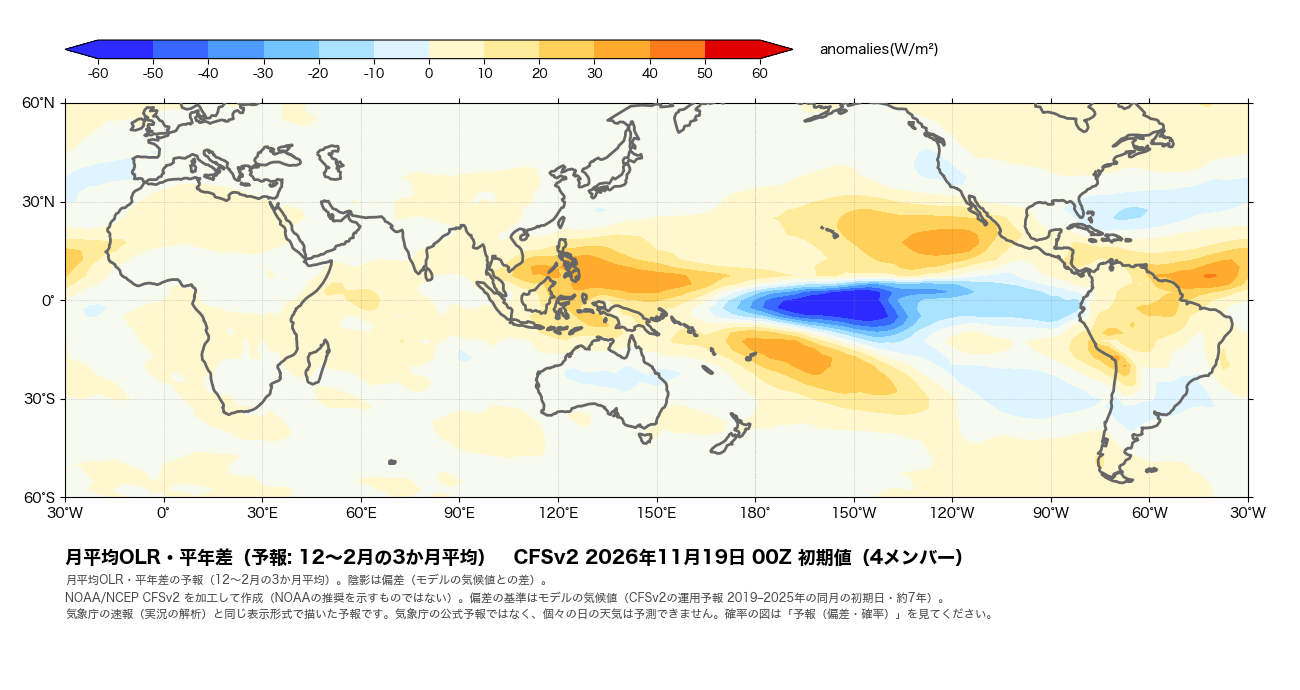 anomalies(W/m²)
-60 -50 -40 -30 -20 -10 0 10 20 30 40 50 60
60°N
30°N
0°
30°S
60°S
30°W 0° 30°E 60°E 90°E 120°E 150°E 180° 150°W 120°W 90°W 60°W 30°W
月平均OLR・平年差（予報: 12〜2月の3か月平均） CFSv2 2026年11月19日 00Z 初期値（4メンバー）
月平均OLR・平年差の予報（12〜2月の3か月平均）。陰影は偏差（モデルの気候値との差）。
NOAA/NCEP CFSv2 を加工して作成（NOAAの推奨を示すものではない）。偏差の基準はモデルの気候値（CFSv2の運用予報 2019–2025年の同月の初期日・約7年）。
気象庁の速報（実況の解析）と同じ表示形式で描いた予報です。気象庁の公式予報ではなく、個々の日の天気は予測できません。確率の図は「予報（偏差・確率）」を見てください。